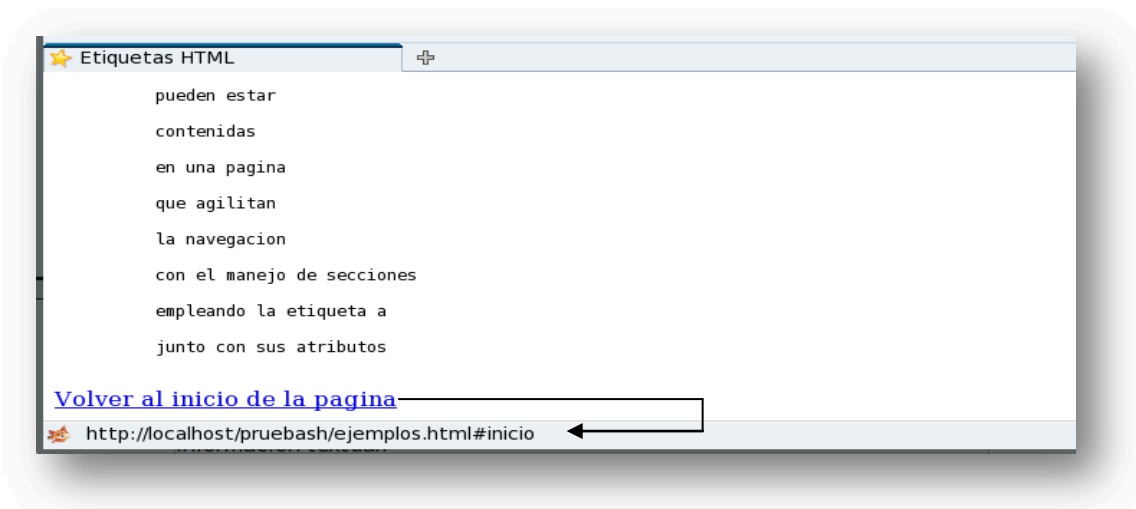 Etiquetas HTML
pueden estar
contenidas
en una pagina
que agilitan
la navegacion
con el manejo de secciones
empleando la etiqueta a
junto con sus atributos
Volver al inicio de la pagina
http://localhost/pruebash/ejemplos.html#inicio